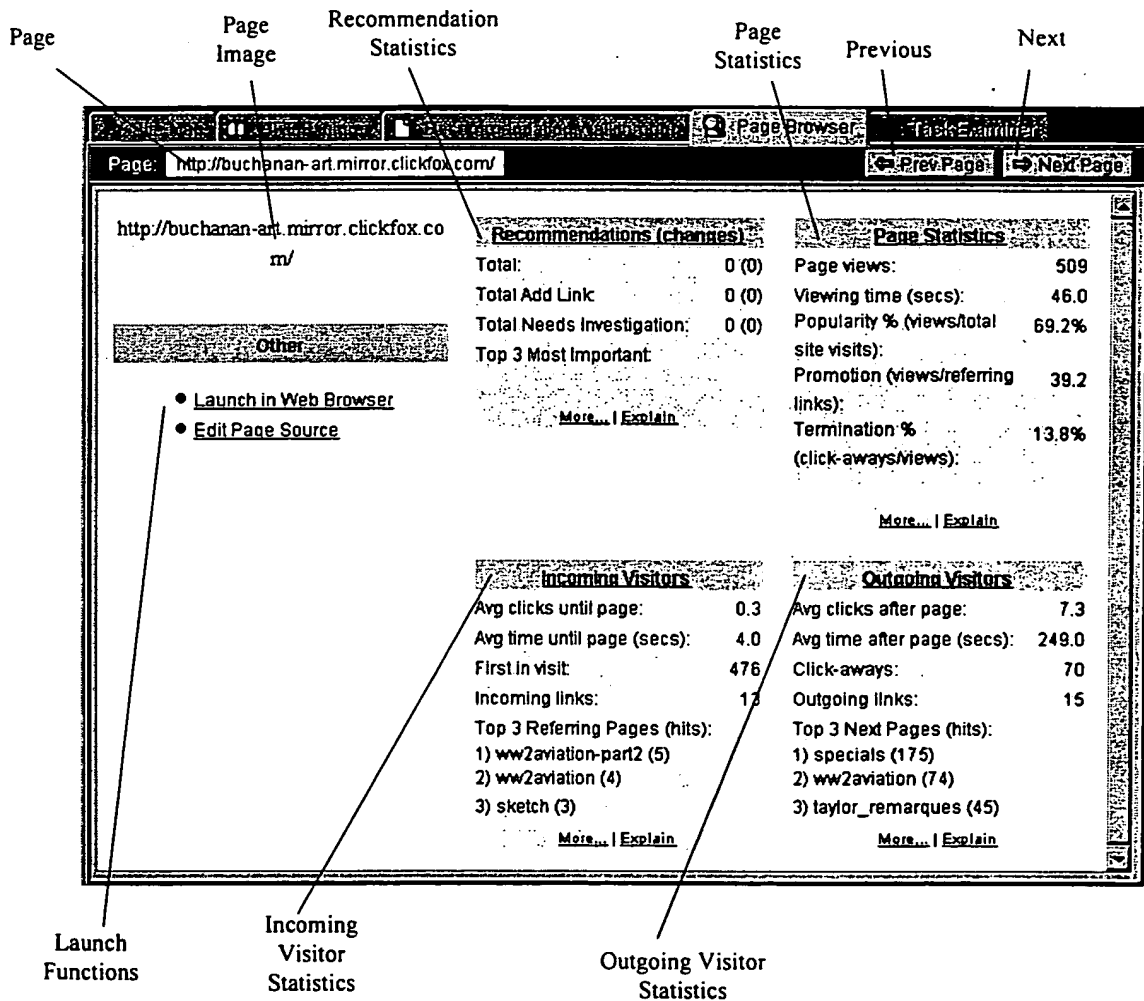 Page
Page
Image
Recommendation
Statistics
Page
Statistics
Previous
Next
Page Browser
Task Examiner
Page: http://buchanan-art.mirror.clickfox.com/
Prev Page
Next Page
http://buchanan-art.mirror.clickfox.co
m/
Other
• Launch in Web Browser
• Edit Page Source
Recommendations (changes)
Total: 0 (0)
Total Add Link: 0 (0)
Total Needs Investigation: 0 (0)
Top 3 Most Important:
More... | Explain
Page Statistics
Page views: 509
Viewing time (secs): 46.0
Popularity % (views/total 69.2%
site visits):
Promotion (views/referring 39.2
links):
Termination % 13.8%
(click-aways/views):
More... | Explain
Incoming Visitors
Avg clicks until page: 0.3
Avg time until page (secs): 4.0
First in visit: 476
Incoming links: 13
Top 3 Referring Pages (hits):
1) ww2aviation-part2 (5)
2) ww2aviation (4)
3) sketch (3)
More... | Explain
Outgoing Visitors
Avg clicks after page: 7.3
Avg time after page (secs): 249.0
Click-aways: 70
Outgoing links: 15
Top 3 Next Pages (hits):
1) specials (175)
2) ww2aviation (74)
3) taylor_remarques (45)
More... | Explain
Launch
Functions
Incoming
Visitor
Statistics
Outgoing Visitor
Statistics